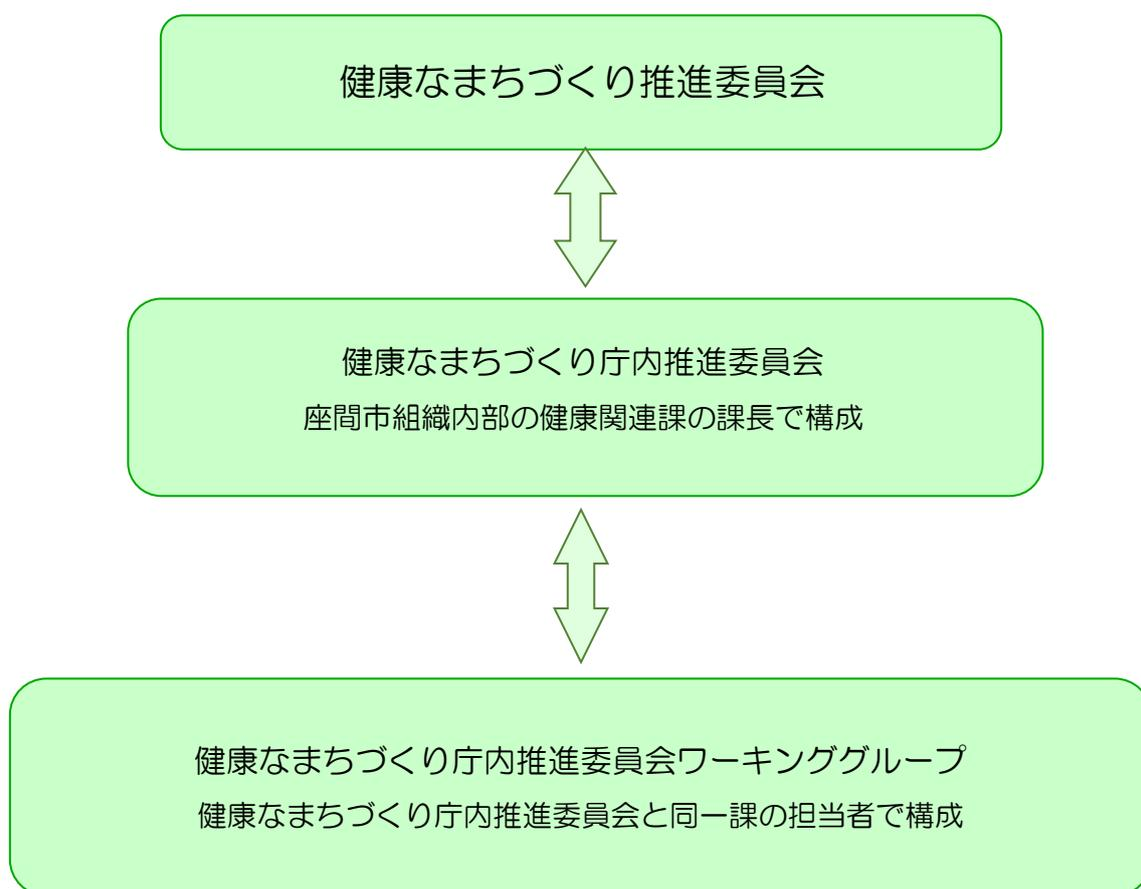 健康なまちづくり推進委員会
健康なまちづくり庁内推進委員会
座間市組織内部の健康関連課の課長で構成
健康なまちづくり庁内推進委員会ワーキンググループ
健康なまちづくり庁内推進委員会と同一課の担当者で構成